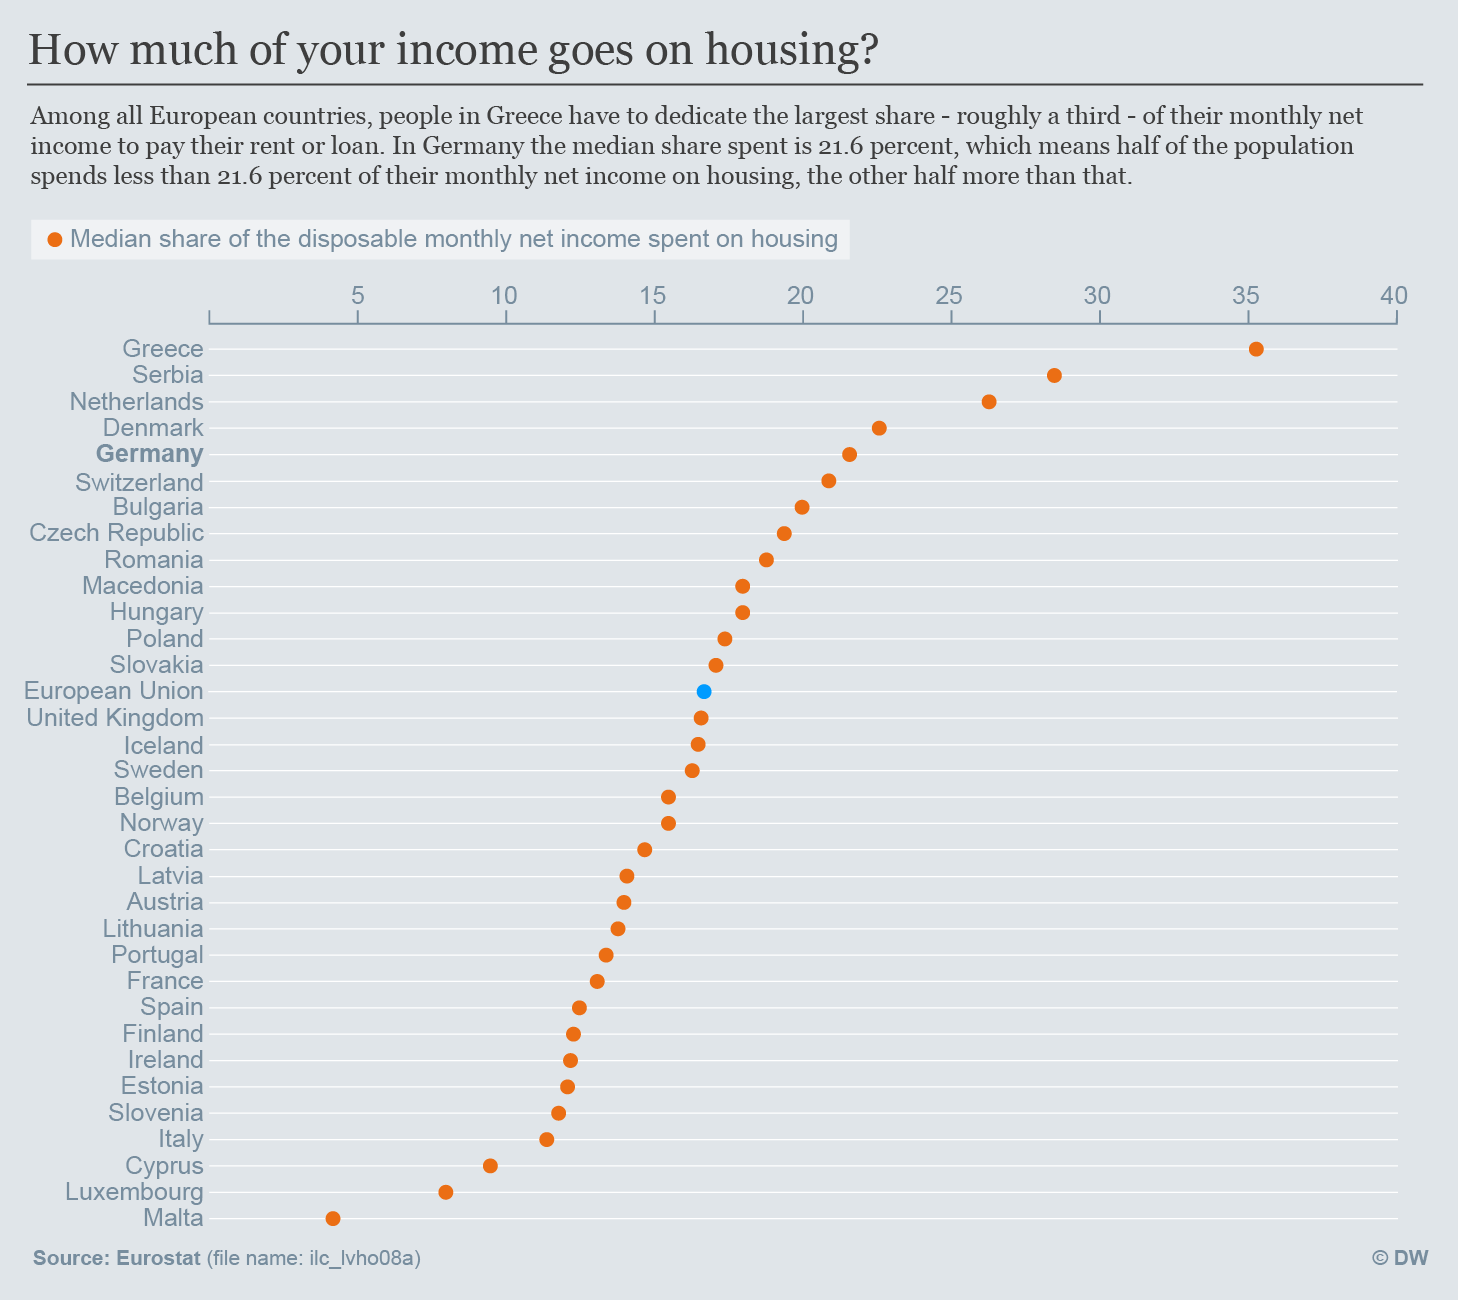 How much of your income goes on housing?
Among all European countries, people in Greece have to dedicate the largest share - roughly a third - of their monthly net
income to pay their rent or loan. In Germany the median share spent is 21.6 percent, which means half of the population
spends less than 21.6 percent of their monthly net income on housing, the other half more than that.
Median share of the disposable monthly net income spent on housing
5 10 15 20 25 30 35 40
Greece
Serbia
Netherlands
Denmark
Germany
Switzerland
Bulgaria
Czech Republic
Romania
Macedonia
Hungary
Poland
Slovakia
European Union
United Kingdom
Iceland
Sweden
Belgium
Norway
Croatia
Latvia
Austria
Lithuania
Portugal
France
Spain
Finland
Ireland
Estonia
Slovenia
Italy
Cyprus
Luxembourg
Malta
Source: Eurostat (file name: ilc_lvho08a) © DW